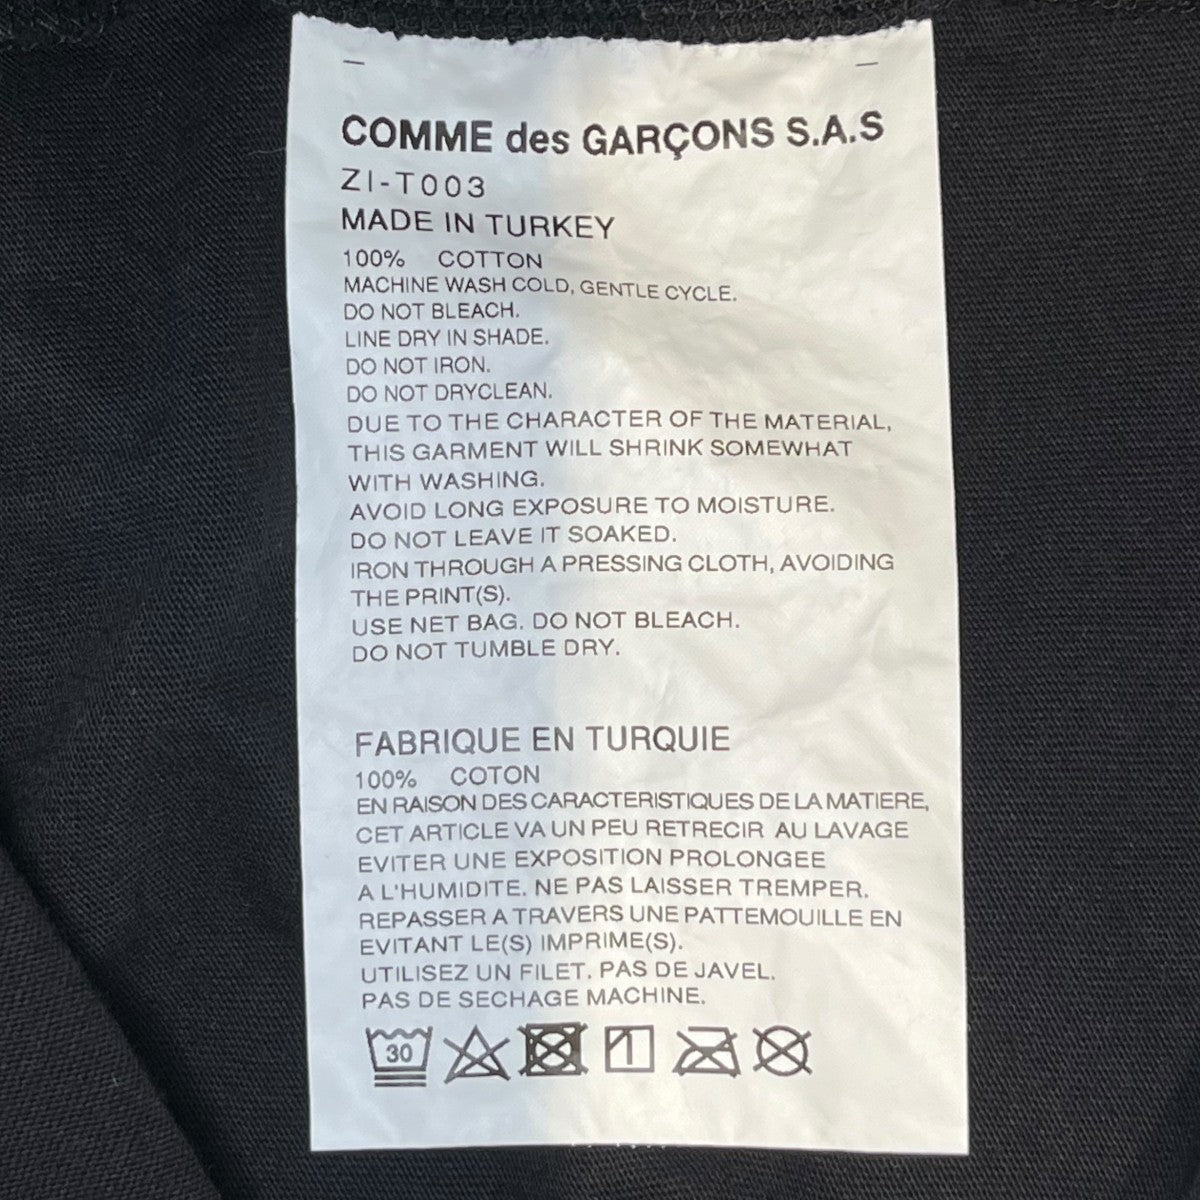 COMME des GARÇONS S.A.S
ZI-T003
MADE IN TURKEY
100% COTTON
MACHINE WASH COLD, GENTLE CYCLE.
DO NOT BLEACH.
LINE DRY IN SHADE.
DO NOT IRON.
DO NOT DRYCLEAN.
DUE TO THE CHARACTER OF THE MATERIAL,
THIS GARMENT WILL SHRINK SOMEWHAT
WITH WASHING.
AVOID LONG EXPOSURE TO MOISTURE.
DO NOT LEAVE IT SOAKED.
IRON THROUGH A PRESSING CLOTH, AVOIDING
THE PRINT(S).
USE NET BAG. DO NOT BLEACH.
DO NOT TUMBLE DRY.
FABRIQUE EN TURQUIE
100% COTON
EN RAISON DES CARACTERISTIQUES DE LA MATIERE,
CET ARTICLE VA UN PEU RETRECIR AU LAVAGE
EVITER UNE EXPOSITION PROLONGEE
A L'HUMIDITE. NE PAS LAISSER TREMPER.
REPASSER A TRAVERS UNE PATTEMOUILLE EN
EVITANT LE(S) IMPRIME(S).
UTILISEZ UN FILET. PAS DE JAVEL.
PAS DE SECHAGE MACHINE.
30